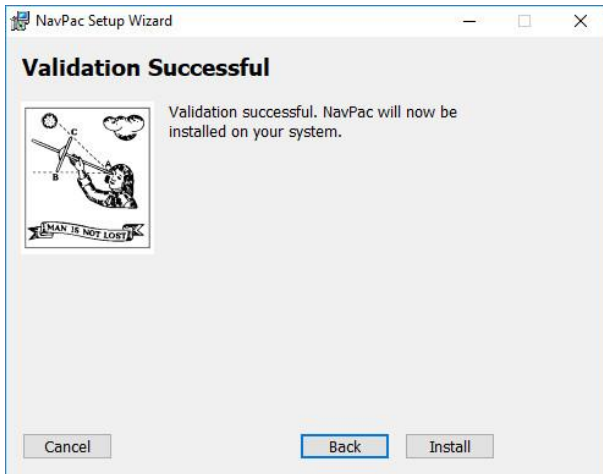 NavPac Setup Wizard
Validation Successful
Validation successful. NavPac will now be
installed on your system.
C
A
B
MAN IS NOT LOST
Cancel
Back
Install